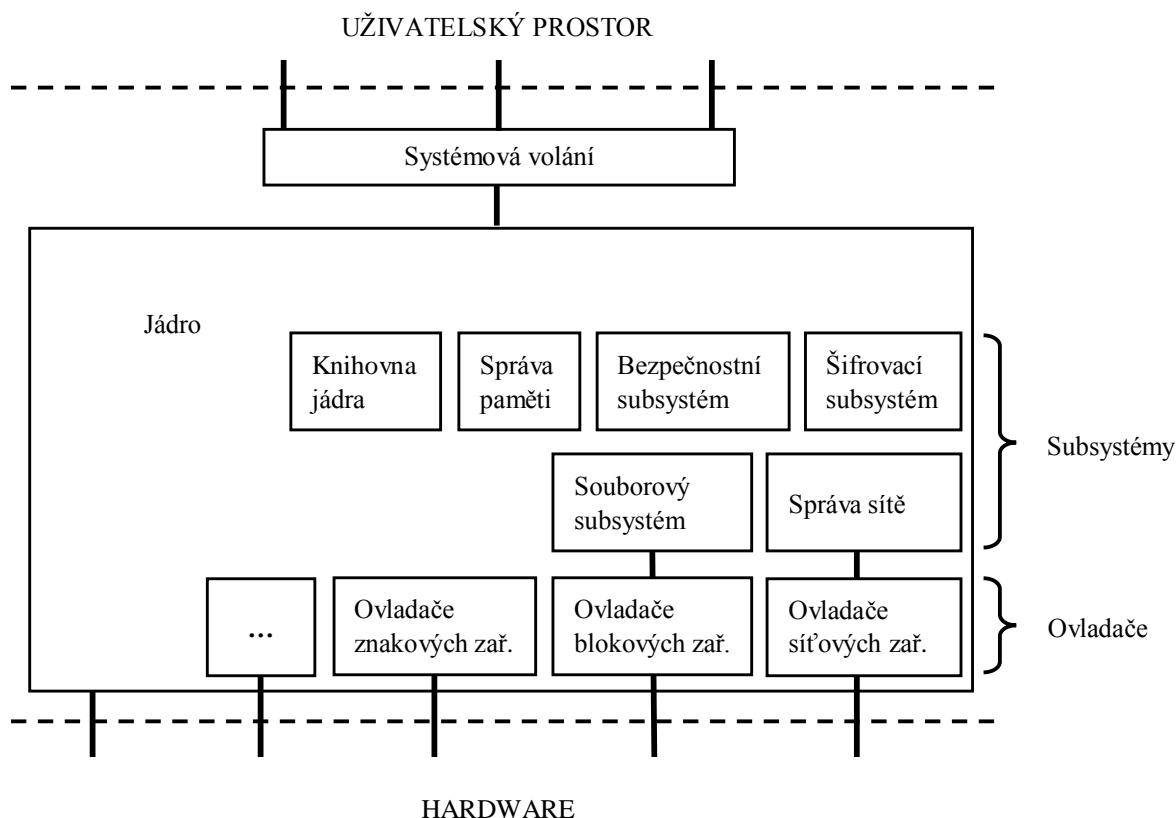 UŽIVATELSKÝ PROSTOR
Systémová volání
Jádro
Knihovna
jádra
Správa
paměti
Bezpečnostní
subsystém
Šifrovací
subsystém
Subsystémy
Souborový
subsystém
Správa sítě
...
Ovladače
znakových zař.
Ovladače
blokových zař.
Ovladače
síťových zař.
Ovladače
HARDWARE